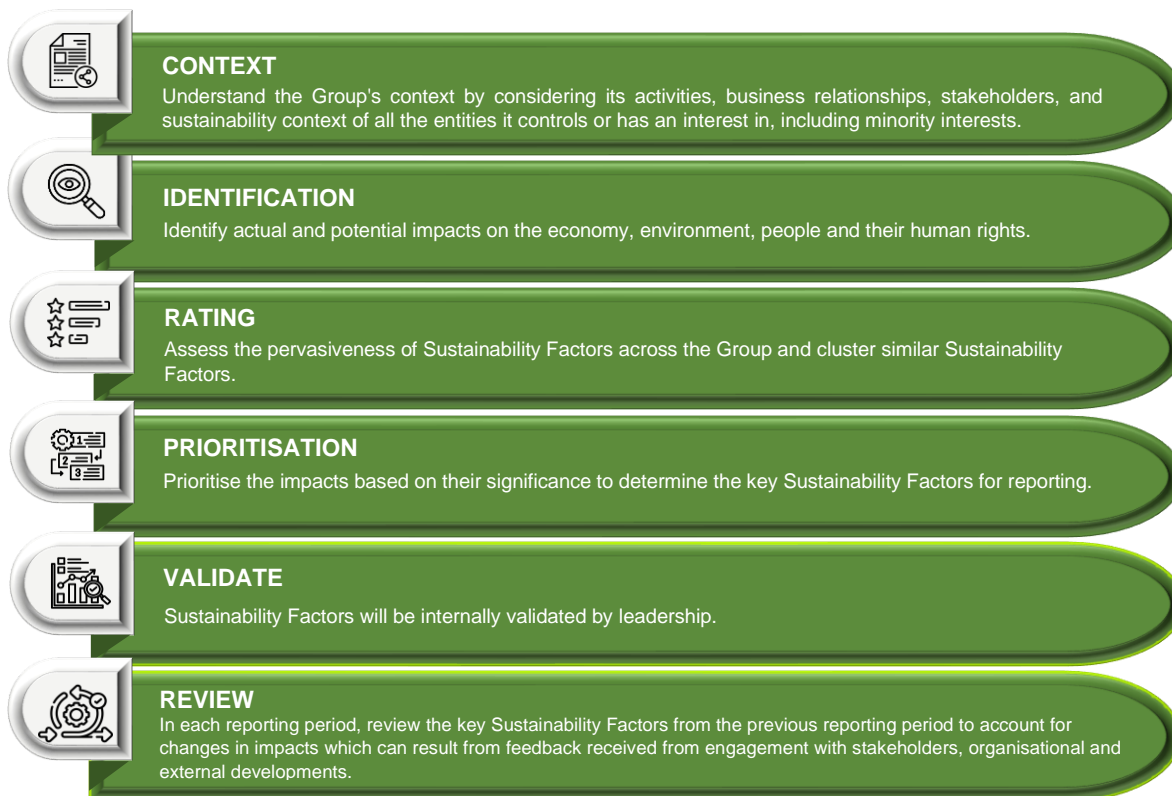 CONTEXT
Understand the Group's context by considering its activities, business relationships, stakeholders, and
sustainability context of all the entities it controls or has an interest in, including minority interests.
IDENTIFICATION
Identify actual and potential impacts on the economy, environment, people and their human rights.
RATING
Assess the pervasiveness of Sustainability Factors across the Group and cluster similar Sustainability
Factors.
1
2
3
PRIORITISATION
Prioritise the impacts based on their significance to determine the key Sustainability Factors for reporting.
VALIDATE
Sustainability Factors will be internally validated by leadership.
REVIEW
In each reporting period, review the key Sustainability Factors from the previous reporting period to account for
changes in impacts which can result from feedback received from engagement with stakeholders, organisational and
external developments.